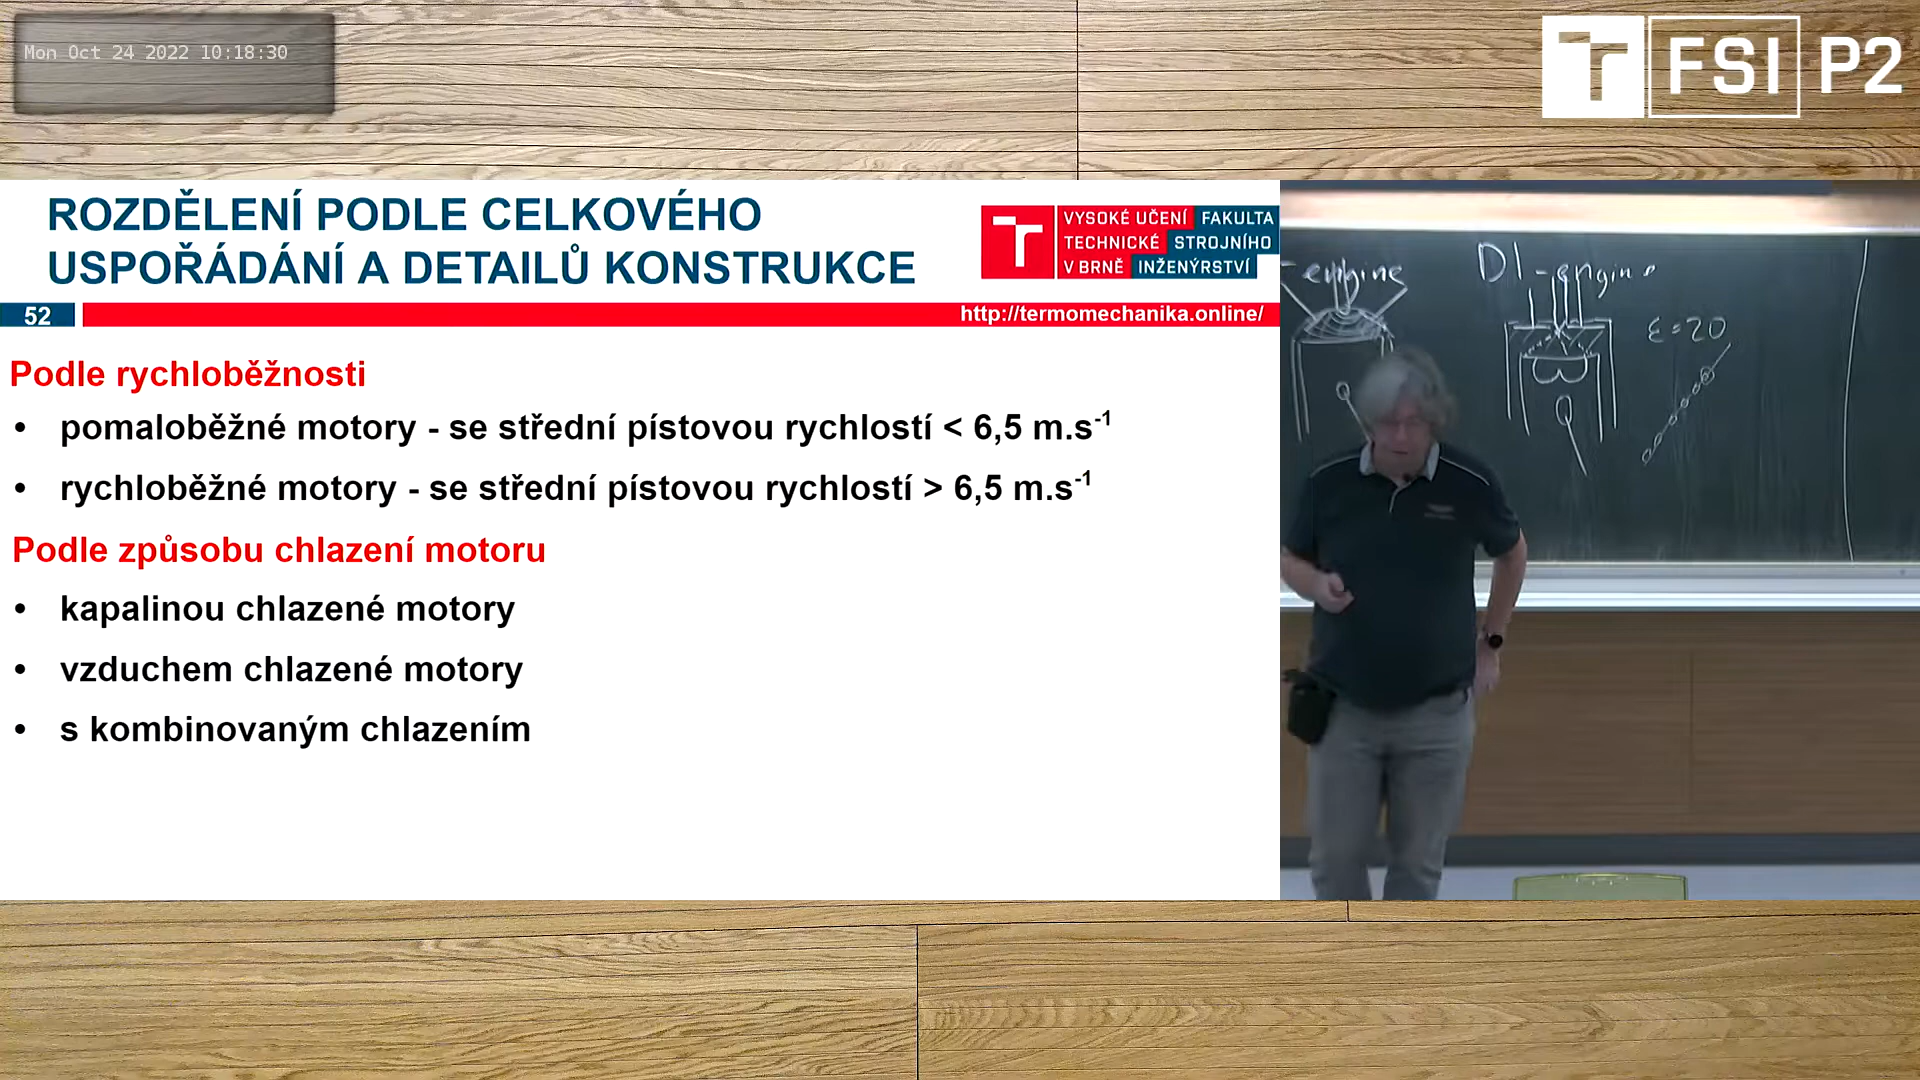 Mon Oct 24 2022 10:18:30
FSI P2
ROZDĚLENÍ PODLE CELKOVÉHO
USPOŘÁDÁNÍ A DETAILŮ KONSTRUKCE
VYSOKÉ UČENÍ FAKULTA
TECHNICKÉ STROJNÍHO
V BRNĚ INŽENÝRSTVÍ
52
http://termomechanika.online/
Podle rychloběžnosti
• pomaloběžné motory - se střední pístovou rychlostí < 6,5 m.s⁻¹
• rychloběžné motory - se střední pístovou rychlostí > 6,5 m.s⁻¹
Podle způsobu chlazení motoru
• kapalinou chlazené motory
• vzduchem chlazené motory
• s kombinovaným chlazením
-engine
DI-engine
ε=20